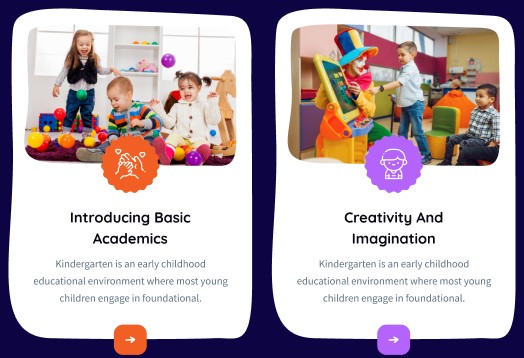 Introducing Basic
Academics
Kindergarten is an early childhood
educational environment where most young
children engage in foundational.
Creativity And
Imagination
Kindergarten is an early childhood
educational environment where most young
children engage in foundational.